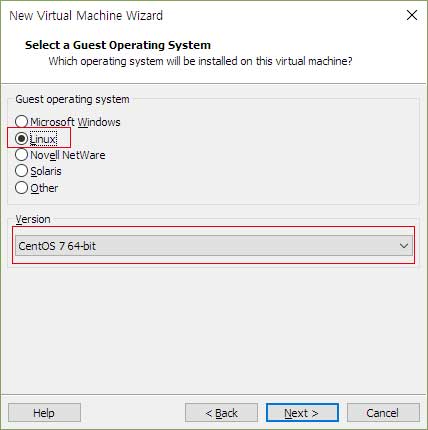 New Virtual Machine Wizard
Select a Guest Operating System
Which operating system will be installed on this virtual machine?
Guest operating system
Microsoft Windows
Linux
Novell NetWare
Solaris
Other
Version
CentOS 7 64-bit
Help
< Back
Next >
Cancel